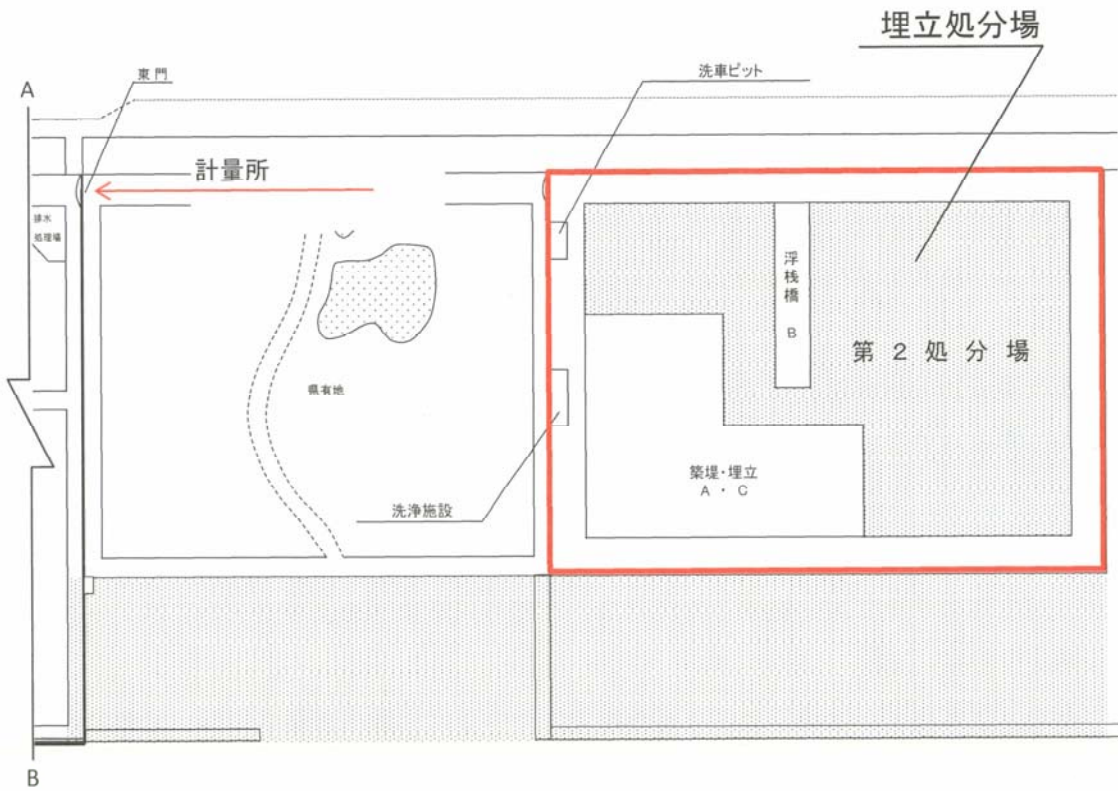 埋立処分場
東門
洗車ピット
A
計量所
排水
処理場
浮桟橋 B
第2処分場
県有地
築堤・埋立
A・C
洗浄施設
B